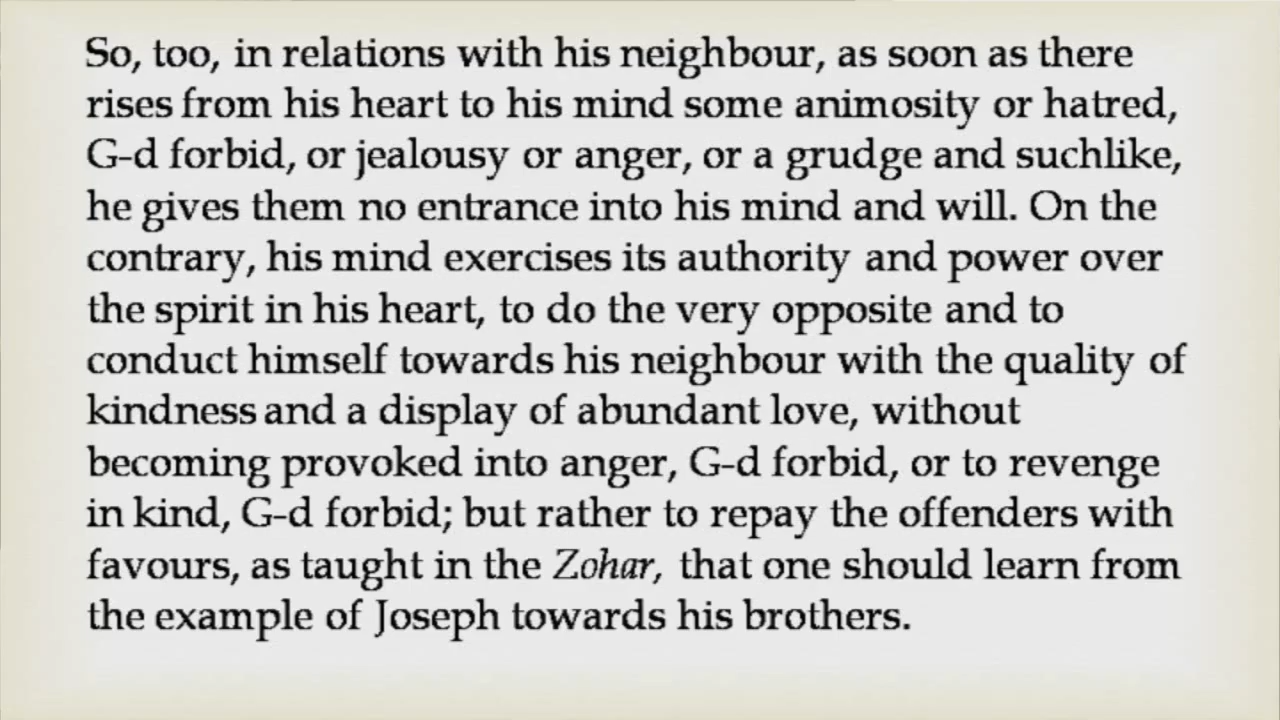 So, too, in relations with his neighbour, as soon as there
rises from his heart to his mind some animosity or hatred,
G-d forbid, or jealousy or anger, or a grudge and suchlike,
he gives them no entrance into his mind and will. On the
contrary, his mind exercises its authority and power over
the spirit in his heart, to do the very opposite and to
conduct himself towards his neighbour with the quality of
kindness and a display of abundant love, without
becoming provoked into anger, G-d forbid, or to revenge
in kind, G-d forbid; but rather to repay the offenders with
favours, as taught in the Zohar, that one should learn from
the example of Joseph towards his brothers.